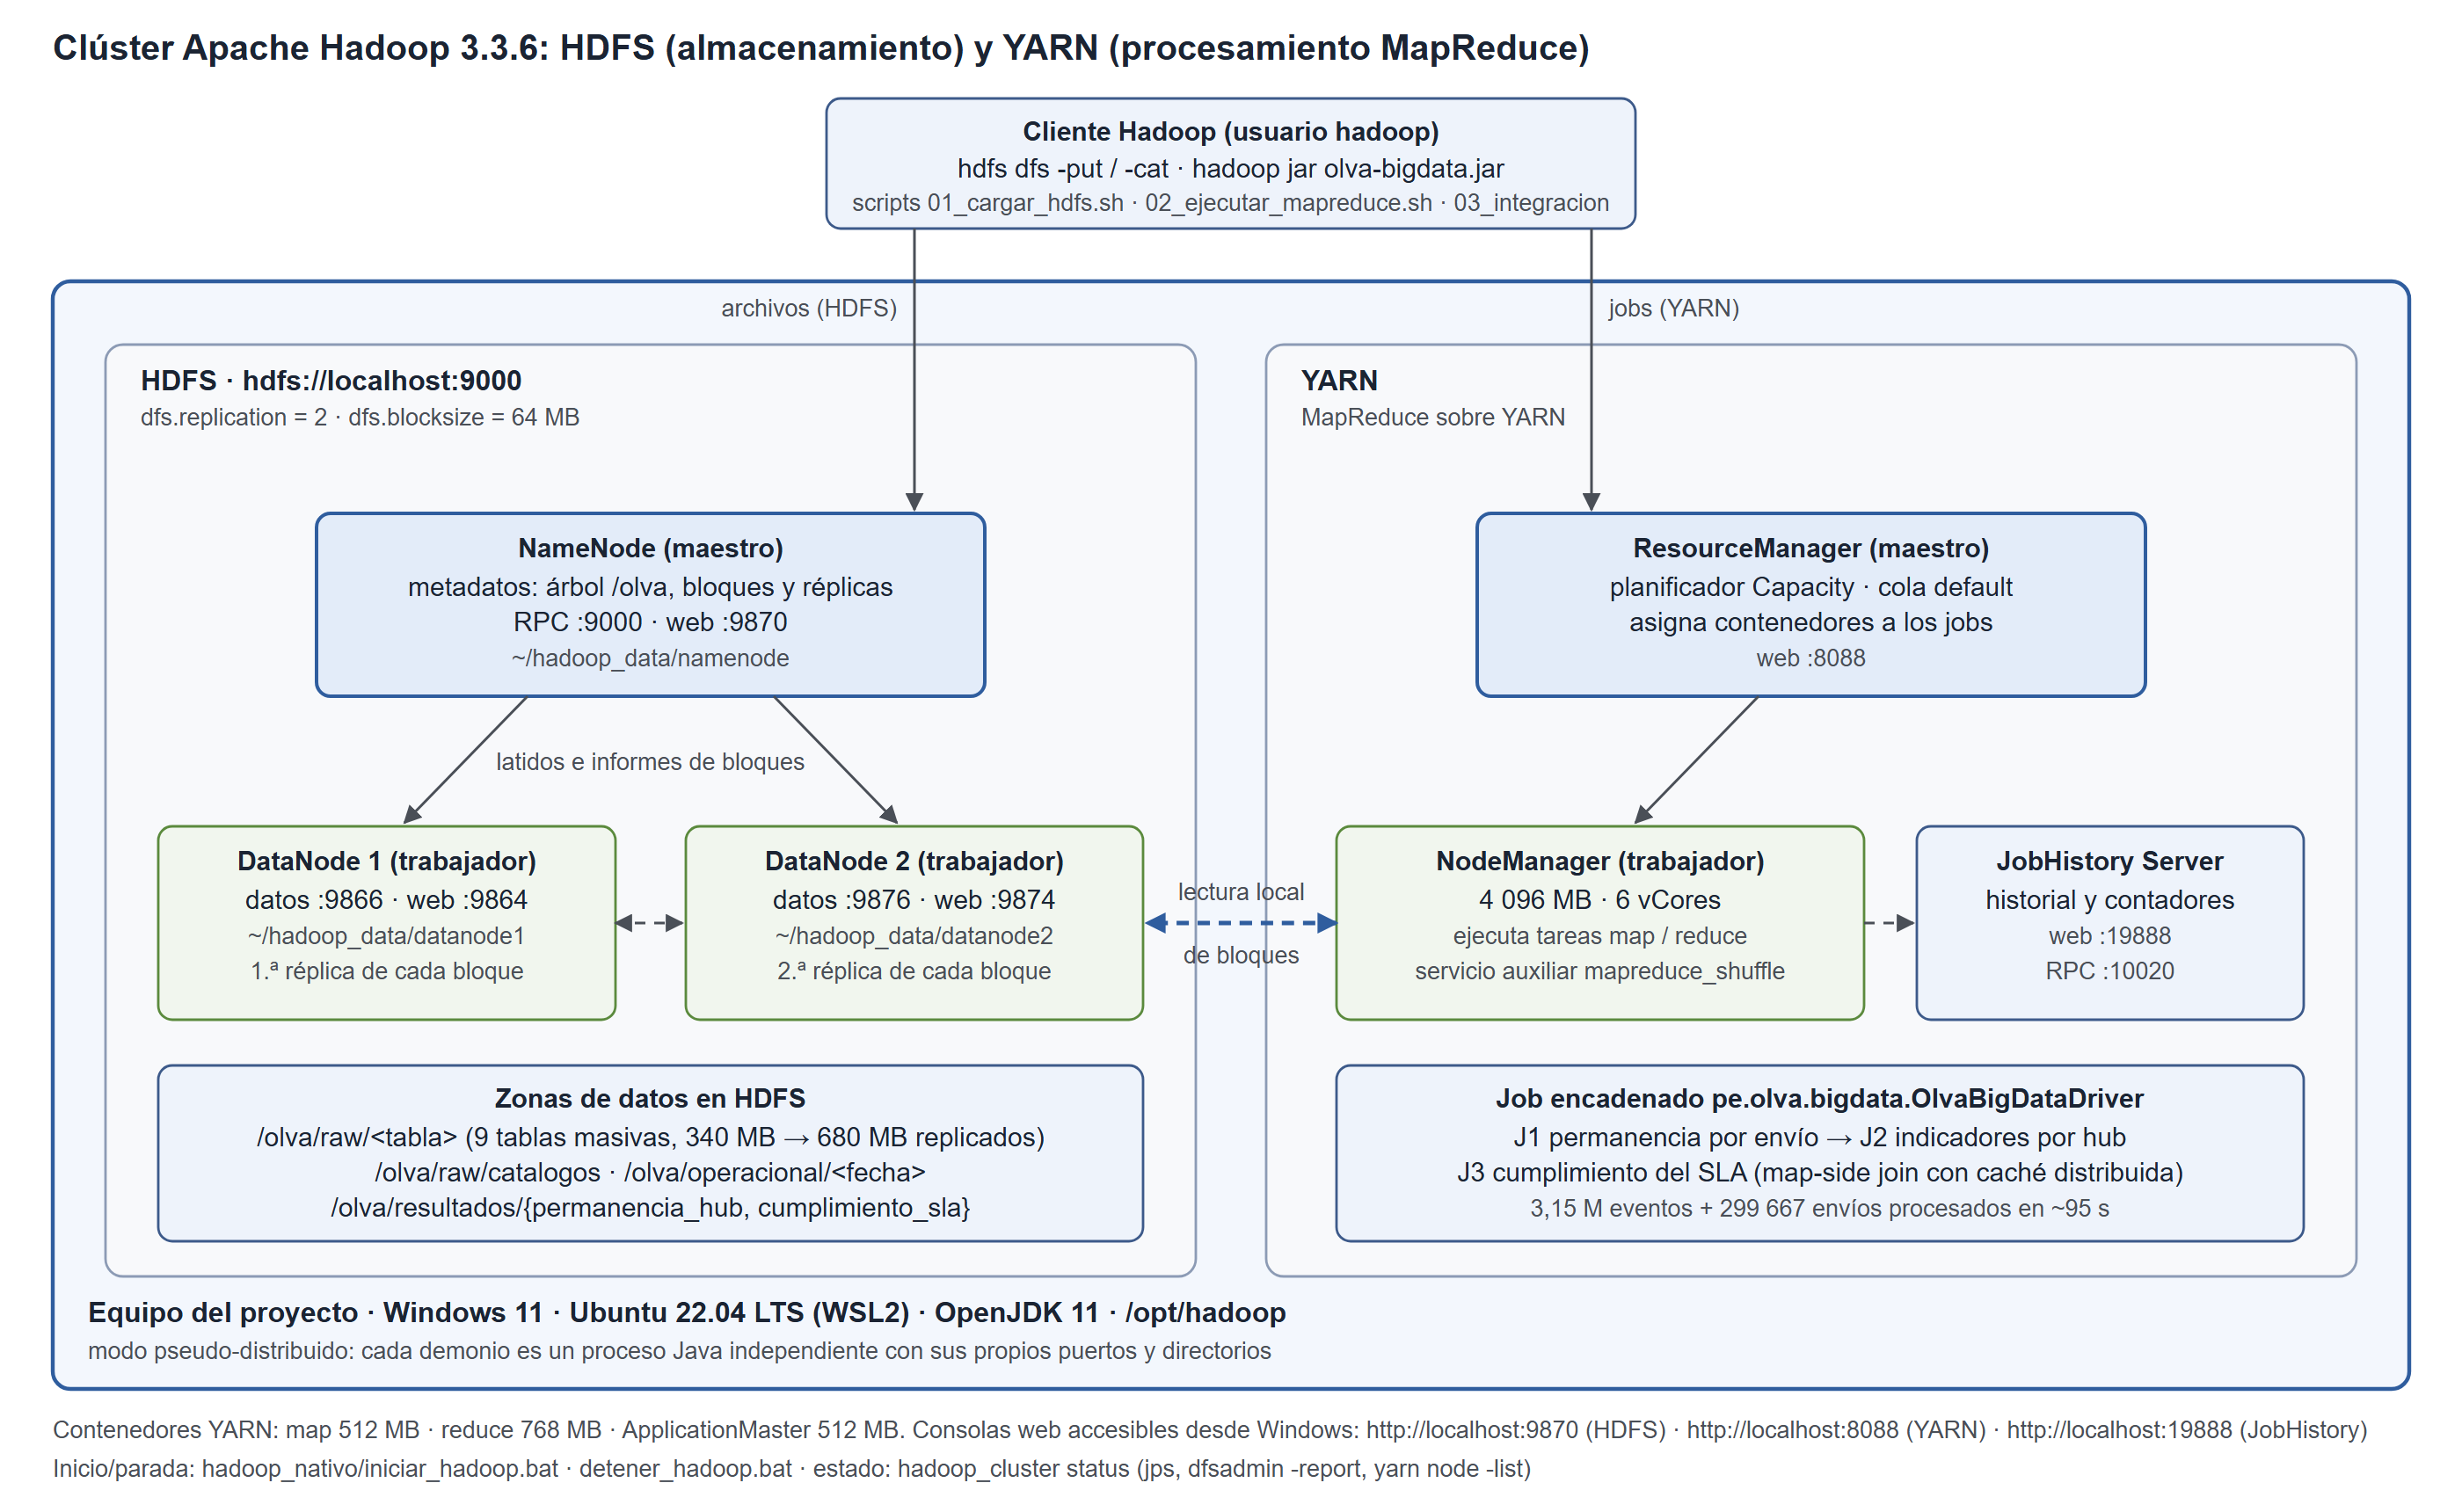 Clúster Apache Hadoop 3.3.6: HDFS (almacenamiento) y YARN (procesamiento MapReduce)
Cliente Hadoop (usuario hadoop)
hdfs dfs -put / -cat · hadoop jar olva-bigdata.jar
scripts 01_cargar_hdfs.sh · 02_ejecutar_mapreduce.sh · 03_integracion
archivos (HDFS)
jobs (YARN)
HDFS · hdfs://localhost:9000
dfs.replication = 2 · dfs.blocksize = 64 MB
NameNode (maestro)
metadatos: árbol /olva, bloques y réplicas
RPC :9000 · web :9870
~/hadoop_data/namenode
latidos e informes de bloques
DataNode 1 (trabajador)
datos :9866 · web :9864
~/hadoop_data/datanode1
1.ª réplica de cada bloque
DataNode 2 (trabajador)
datos :9876 · web :9874
~/hadoop_data/datanode2
2.ª réplica de cada bloque
lectura local
de bloques
Zonas de datos en HDFS
/olva/raw/<tabla> (9 tablas masivas, 340 MB → 680 MB replicados)
/olva/raw/catalogos · /olva/operacional/<fecha>
/olva/resultados/{permanencia_hub, cumplimiento_sla}
YARN
MapReduce sobre YARN
ResourceManager (maestro)
planificador Capacity · cola default
asigna contenedores a los jobs
web :8088
NodeManager (trabajador)
4 096 MB · 6 vCores
ejecuta tareas map / reduce
servicio auxiliar mapreduce_shuffle
JobHistory Server
historial y contadores
web :19888
RPC :10020
Job encadenado pe.olva.bigdata.OlvaBigDataDriver
J1 permanencia por envío → J2 indicadores por hub
J3 cumplimiento del SLA (map-side join con caché distribuida)
3,15 M eventos + 299 667 envíos procesados en ~95 s
Equipo del proyecto · Windows 11 · Ubuntu 22.04 LTS (WSL2) · OpenJDK 11 · /opt/hadoop
modo pseudo-distribuido: cada demonio es un proceso Java independiente con sus propios puertos y directorios
Contenedores YARN: map 512 MB · reduce 768 MB · ApplicationMaster 512 MB. Consolas web accesibles desde Windows: http://localhost:9870 (HDFS) · http://localhost:8088 (YARN) · http://localhost:19888 (JobHistory)
Inicio/parada: hadoop_nativo/iniciar_hadoop.bat · detener_hadoop.bat · estado: hadoop_cluster status (jps, dfsadmin -report, yarn node -list)